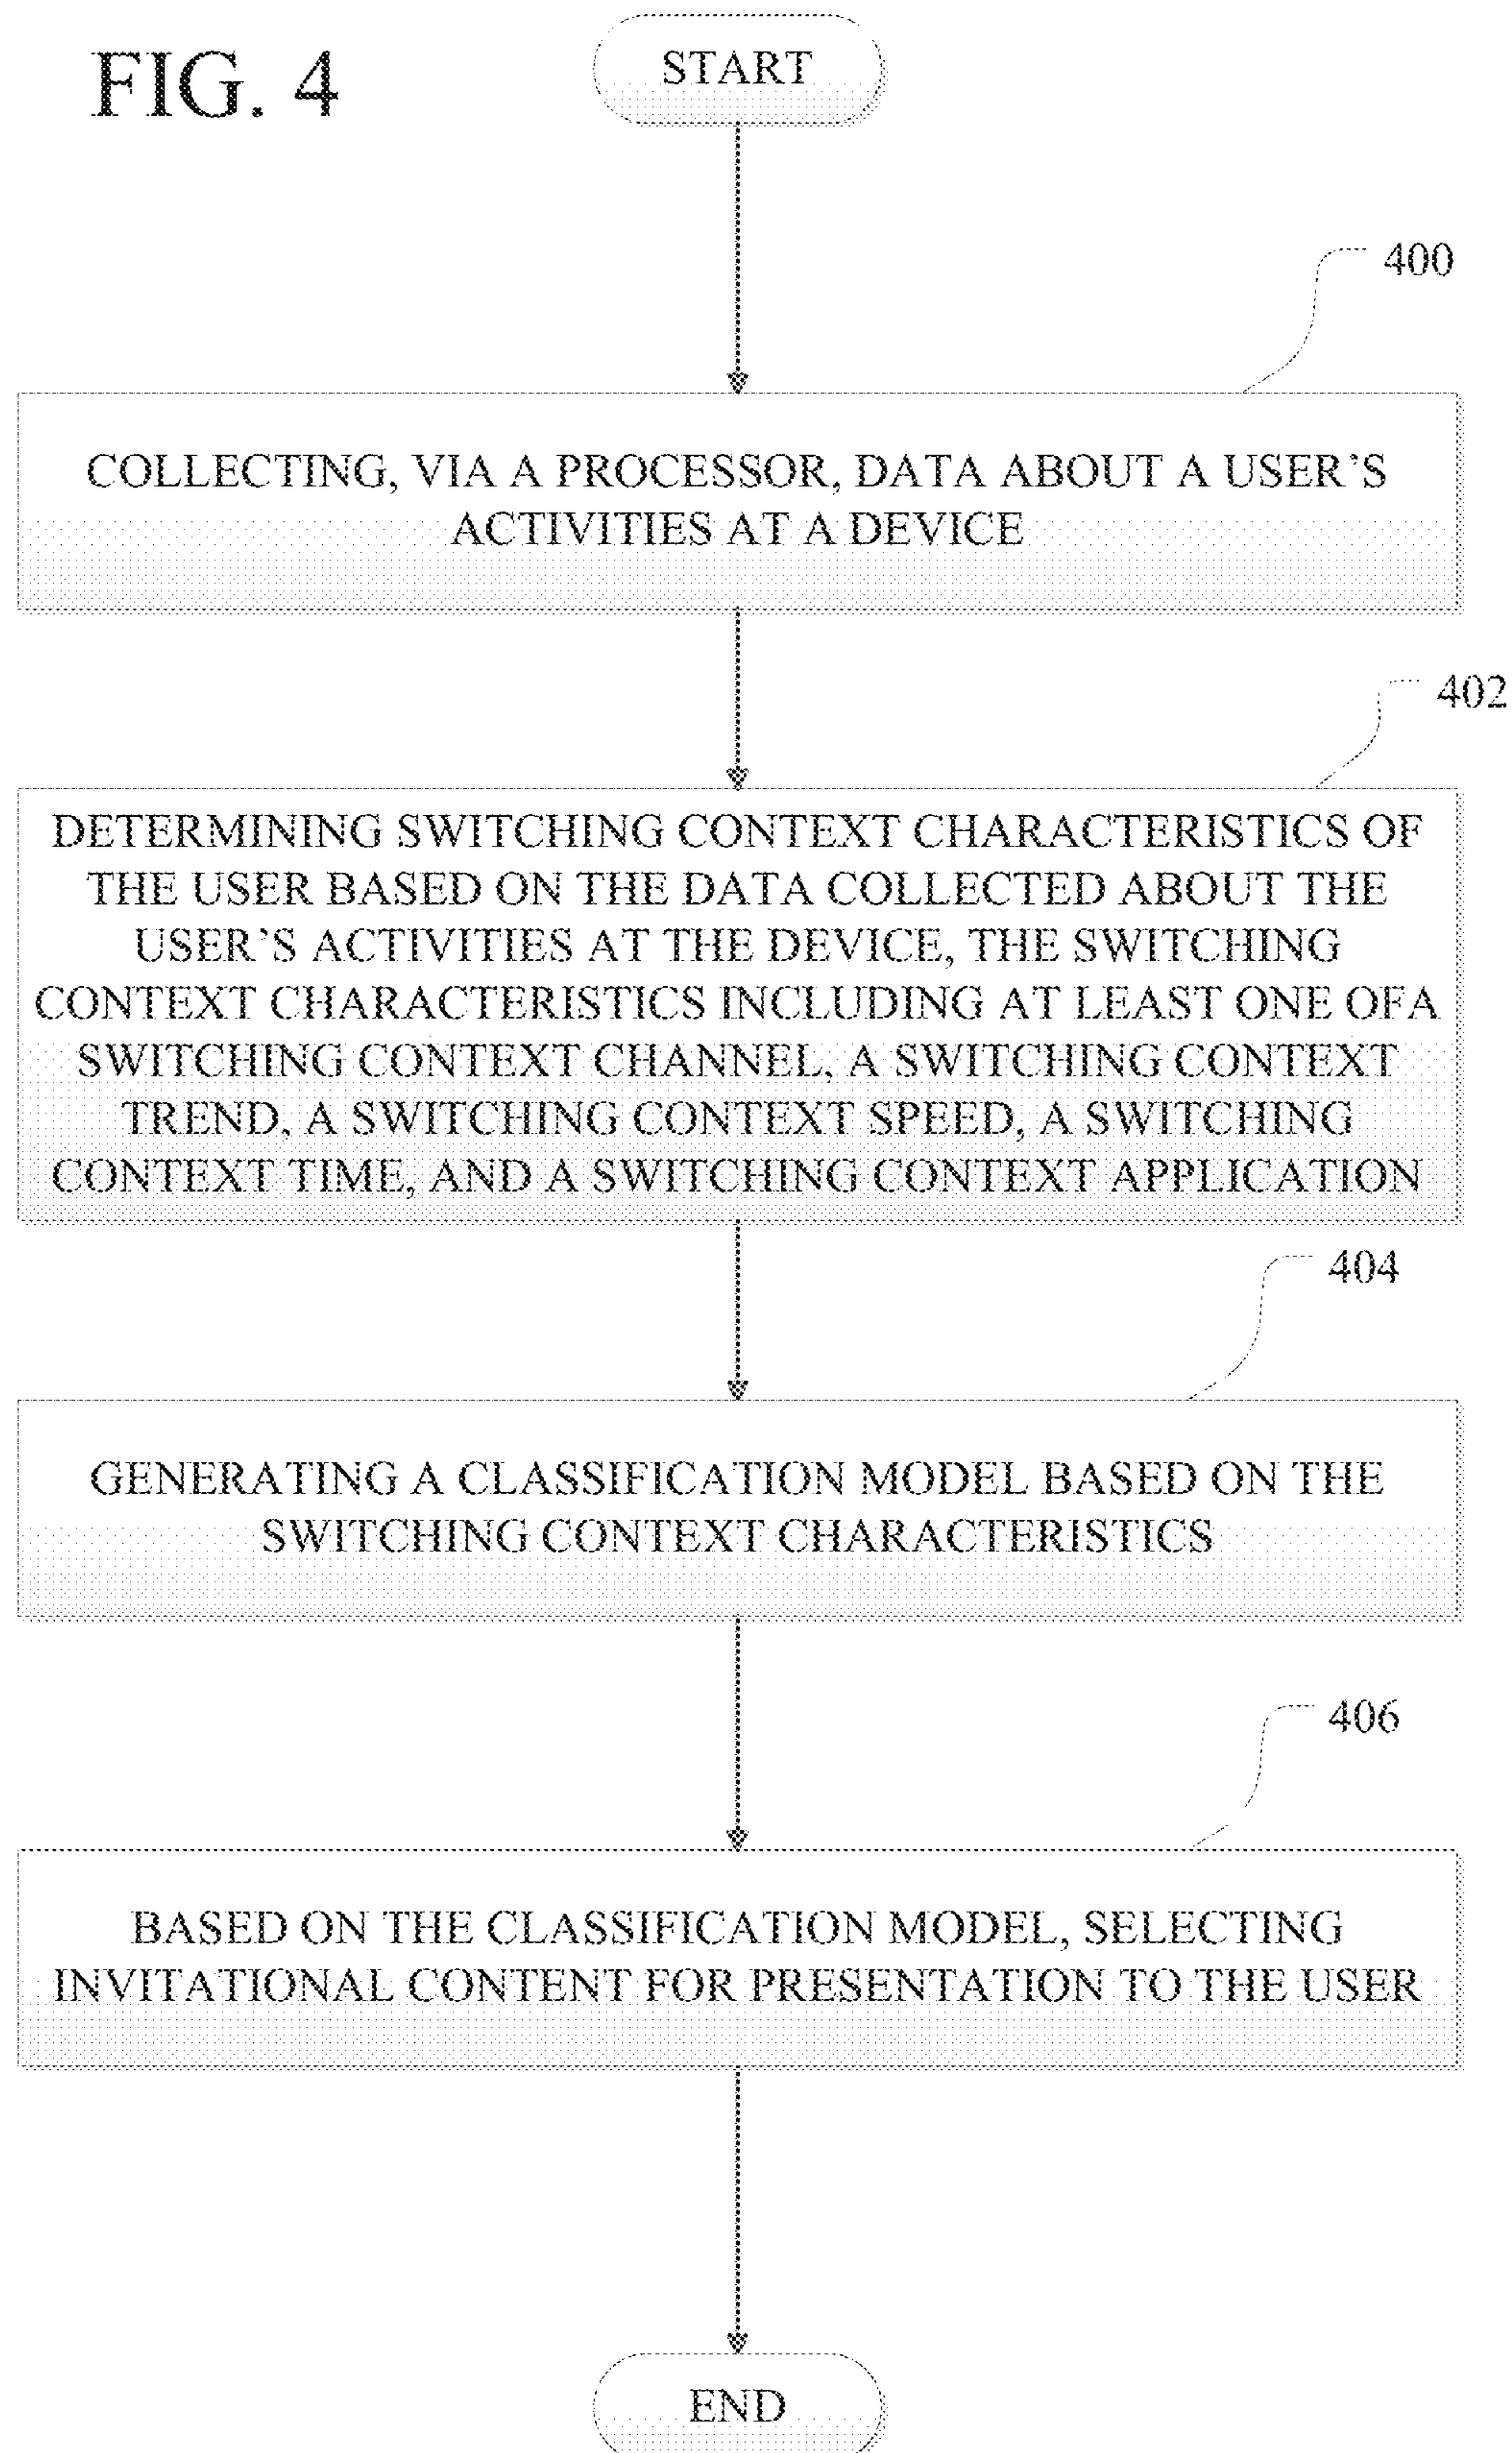 FIG. 4
START
400
COLLECTING, VIA A PROCESSOR, DATA ABOUT A USER’S
ACTIVITIES AT A DEVICE
402
DETERMINING SWITCHING CONTEXT CHARACTERISTICS OF
THE USER BASED ON THE DATA COLLECTED ABOUT THE
USER’S ACTIVITIES AT THE DEVICE, THE SWITCHING
CONTEXT CHARACTERISTICS INCLUDING AT LEAST ONE OFA
SWITCHING CONTEXT CHANNEL, A SWITCHING CONTEXT
TREND, A SWITCHING CONTEXT SPEED, A SWITCHING
CONTEXT TIME, AND A SWITCHING CONTEXT APPLICATION
404
GENERATING A CLASSIFICATION MODEL BASED ON THE
SWITCHING CONTEXT CHARACTERISTICS
406
BASED ON THE CLASSIFICATION MODEL, SELECTING
INVITATIONAL CONTENT FOR PRESENTATION TO THE USER
END